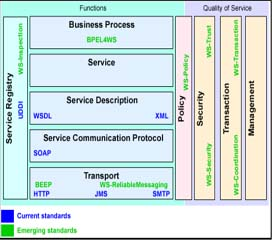 Functions
Quality of Service
Service Registry
UDDI
WS-Inspection
Business Process
BPEL4WS
Service
Service Description
WSDL XML
Service Communication Protocol
SOAP
Transport
BEEP WS-ReliableMessaging
HTTP JMS SMTP
Policy
WS-Policy
Security
WS-Trust
WS-Security
Transaction
WS-Transaction
WS-Coordination
Management
Current standards
Emerging standards